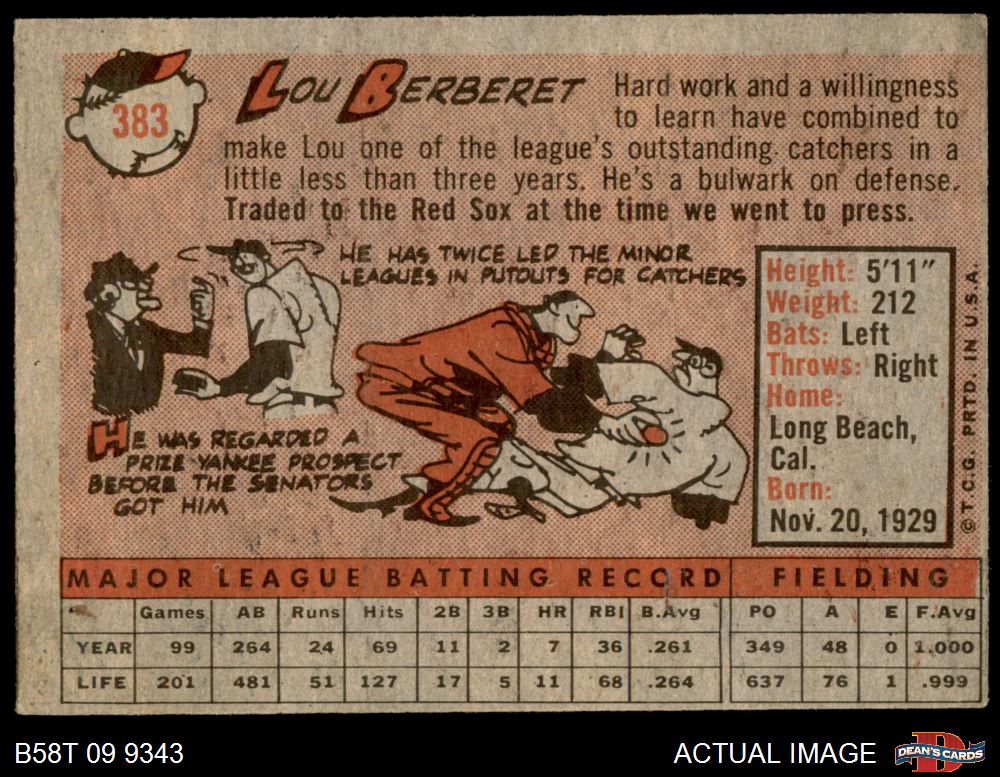 383
LOU BERBERET
Hard work and a willingness
to learn have combined to
make Lou one of the league's outstanding catchers in a
little less than three years. He's a bulwark on defense.
Traded to the Red Sox at the time we went to press.
HE HAS TWICE LED THE MINOR
LEAGUES IN PUTOUTS FOR CATCHERS
HE WAS REGARDED A
PRIZE YANKEE PROSPECT
BEFORE THE SENATORS
GOT HIM
Height: 5'11"
Weight: 212
Bats: Left
Throws: Right
Home:
Long Beach,
Cal.
Born:
Nov. 20, 1929
© T.C.G. PRTD. IN U.S.A.
MAJOR LEAGUE BATTING RECORD FIELDING
Games AB Runs Hits 2B 3B HR RBI B.Avg PO A E F.Avg
YEAR 99 264 24 69 11 2 7 36 .261 349 48 0 1.000
LIFE 201 481 51 127 17 5 11 68 .264 637 76 1 .999
B58T 09 9343
ACTUAL IMAGE
D
DEAN'S CARDS